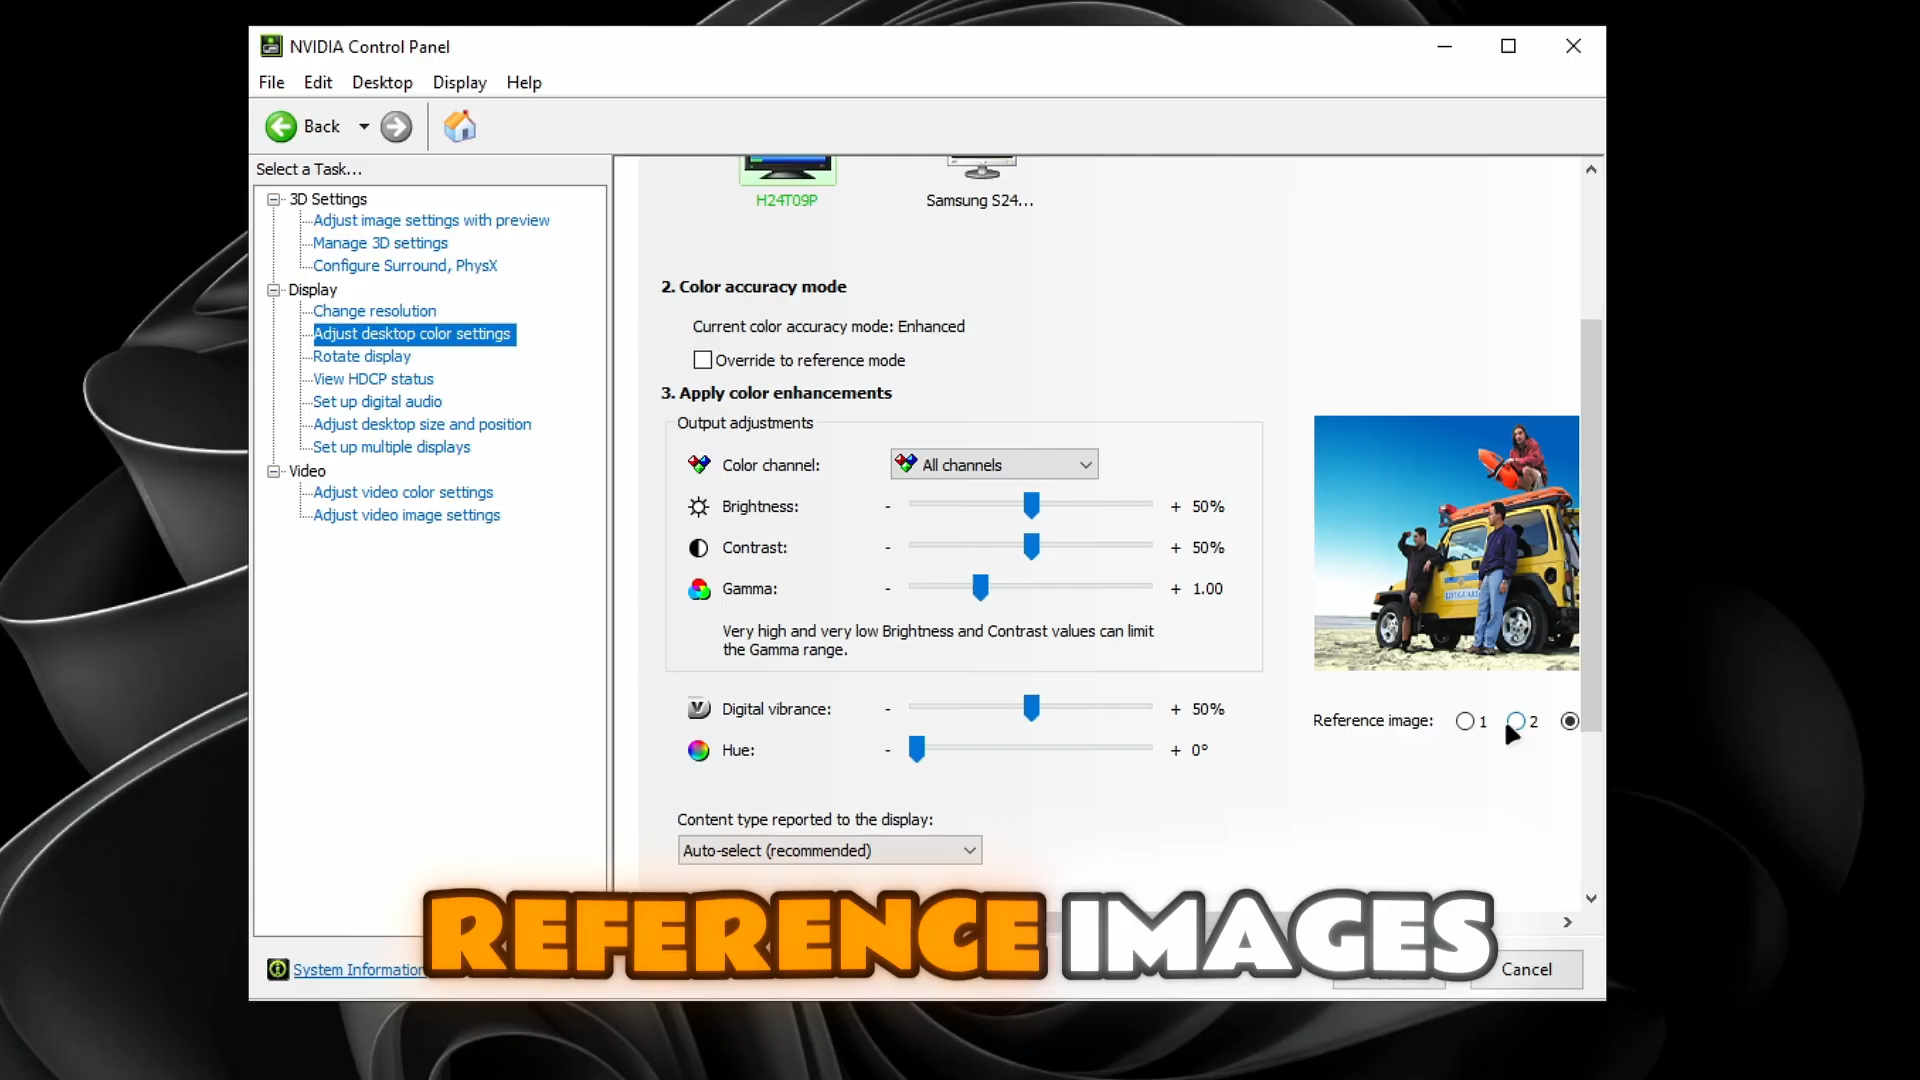 NVIDIA Control Panel
File Edit Desktop Display Help
Back
Select a Task...
3D Settings
Adjust image settings with preview
Manage 3D settings
Configure Surround, PhysX
Display
Change resolution
Adjust desktop color settings
Rotate display
View HDCP status
Set up digital audio
Adjust desktop size and position
Set up multiple displays
Video
Adjust video color settings
Adjust video image settings
System Information
H24T09P Samsung S24...
2. Color accuracy mode
Current color accuracy mode: Enhanced
Override to reference mode
3. Apply color enhancements
Output adjustments
Color channel: All channels
Brightness: - + 50%
Contrast: - + 50%
Gamma: - + 1.00
Very high and very low Brightness and Contrast values can limit
the Gamma range.
Digital vibrance: - + 50%
Hue: - + 0°
LIFEGUARD
Reference image: 1 2
Content type reported to the display:
Auto-select (recommended)
REFERENCE IMAGES
Cancel